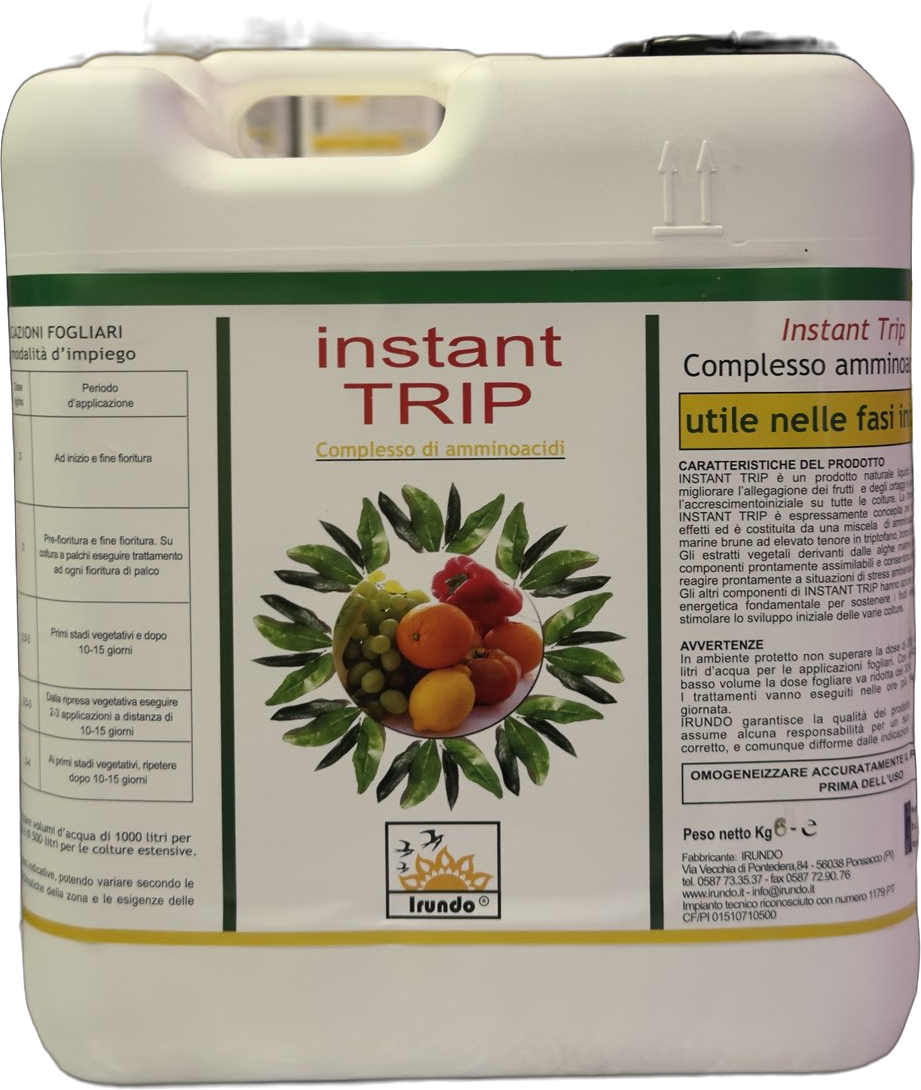 FOGLIARI
modalità d'impiego
Periodo
d'applicazione
Ad inizio e fine fioritura
Pre-fioritura e fine fioritura. Su
coltura a palchi eseguire trattamento
ad ogni fioritura di palco
Primi stadi vegetativi e dopo
10-15 giorni
Dalla ripresa vegetativa eseguire
2-3 applicazioni a distanza di
10-15 giorni
Ai primi stadi vegetativi, ripetere
dopo 10-15 giorni
volumi d'acqua di 1000 litri per
di 500 litri per le colture estensive.
indicative, potendo variare secondo le
della zona e le esigenze delle
instant
TRIP
Complesso di amminoacidi
Irundo ®
Instant Trip
Complesso
utile nelle fasi
CARATTERISTICHE DEL PRODOTTO
INSTANT TRIP è un prodotto naturale
migliorare l'allegagione dei frutti e degli ortaggi
l'accrescimentoiniziale su tutte le colture. La
INSTANT TRIP è espressamente concepita
effetti ed è costituita da una miscela di
marine brune ad elevato tenore in triptofano,
Gli estratti vegetali derivanti dalle alghe
componenti prontamente assimilabili e
reagire prontamente a situazioni di stress
Gli altri componenti di INSTANT TRIP hanno
energetica fondamentale per sostenere i frutti
stimolare lo sviluppo iniziale delle varie colture.
AVVERTENZE
In ambiente protetto non superare la dose di
litri d'acqua per le applicazioni fogliari. Con
basso volume la dose fogliare va ridotta del
I trattamenti vanno eseguiti nelle ore più
giornata.
IRUNDO garantisce la qualità del prodotto
assume alcuna responsabilità per un suo
corretto, e comunque difforme dalle indicazioni
OMOGENEIZZARE ACCURATAMENTE IL
PRIMA DELL'USO
Peso netto Kg 6 - e
Fabbricante: IRUNDO
Via Vecchia di Pontedera,84 - 56038 Ponsacco (PI)
tel. 0587 73.35.37 - fax 0587 72.90.76
www.irundo.it - info@irundo.it
Impianto tecnico riconosciuto con numero 1179 PT
CF/PI 01510710500